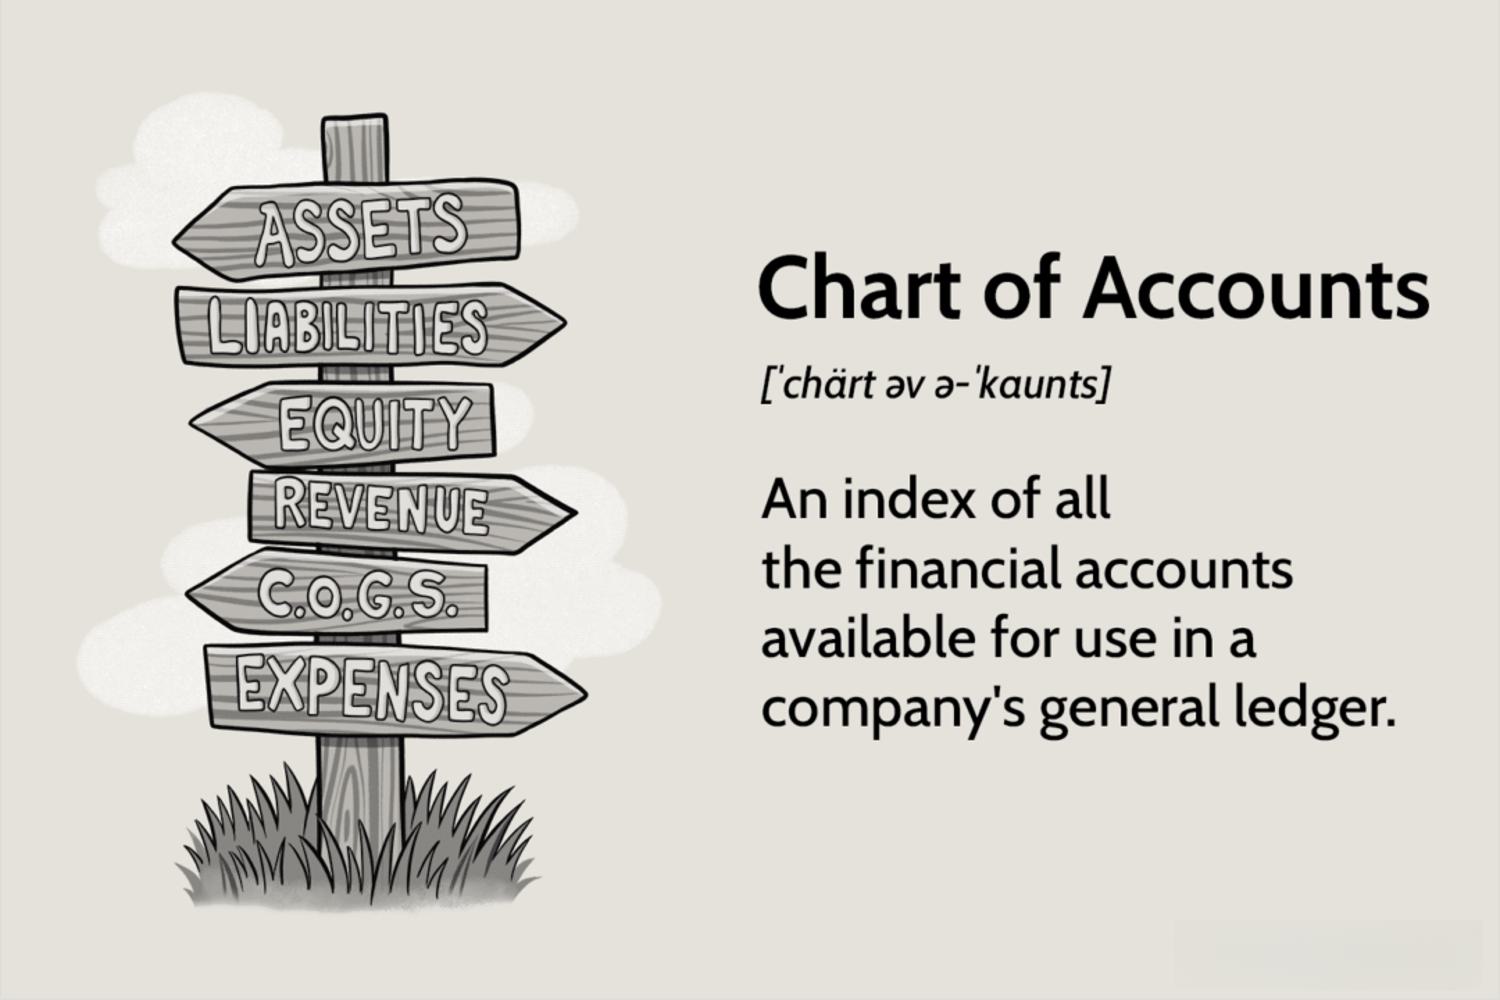 ASSETS
LIABILITIES
EQUITY
REVENUE
C.O.G.S.
EXPENSES
Chart of Accounts
[ˈchärt əv ə-ˈkaunts]
An index of all
the financial accounts
available for use in a
company's general ledger.